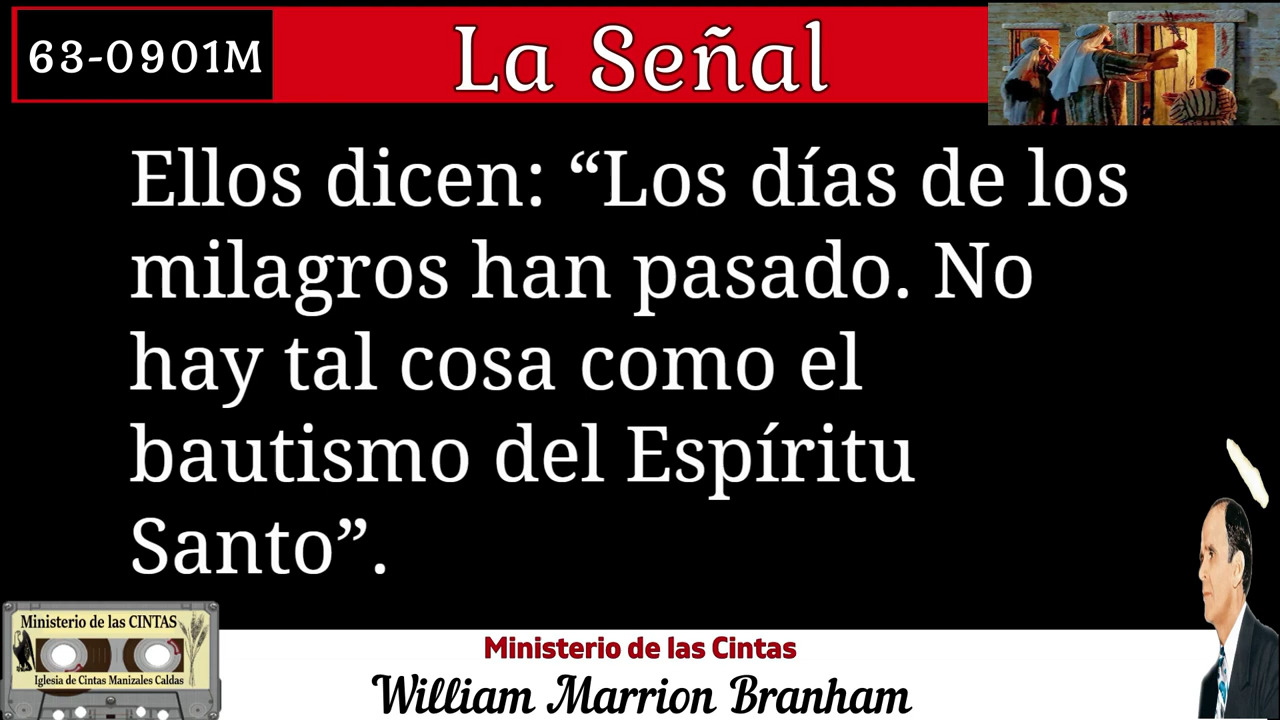 63-0901M
La Señal
Ellos dicen: “Los días de los
milagros han pasado. No
hay tal cosa como el
bautismo del Espíritu
Santo”.
Ministerio de las CINTAS
Iglesia de Cintas Manizales Caldas
Ministerio de las Cintas
William Marrion Branham